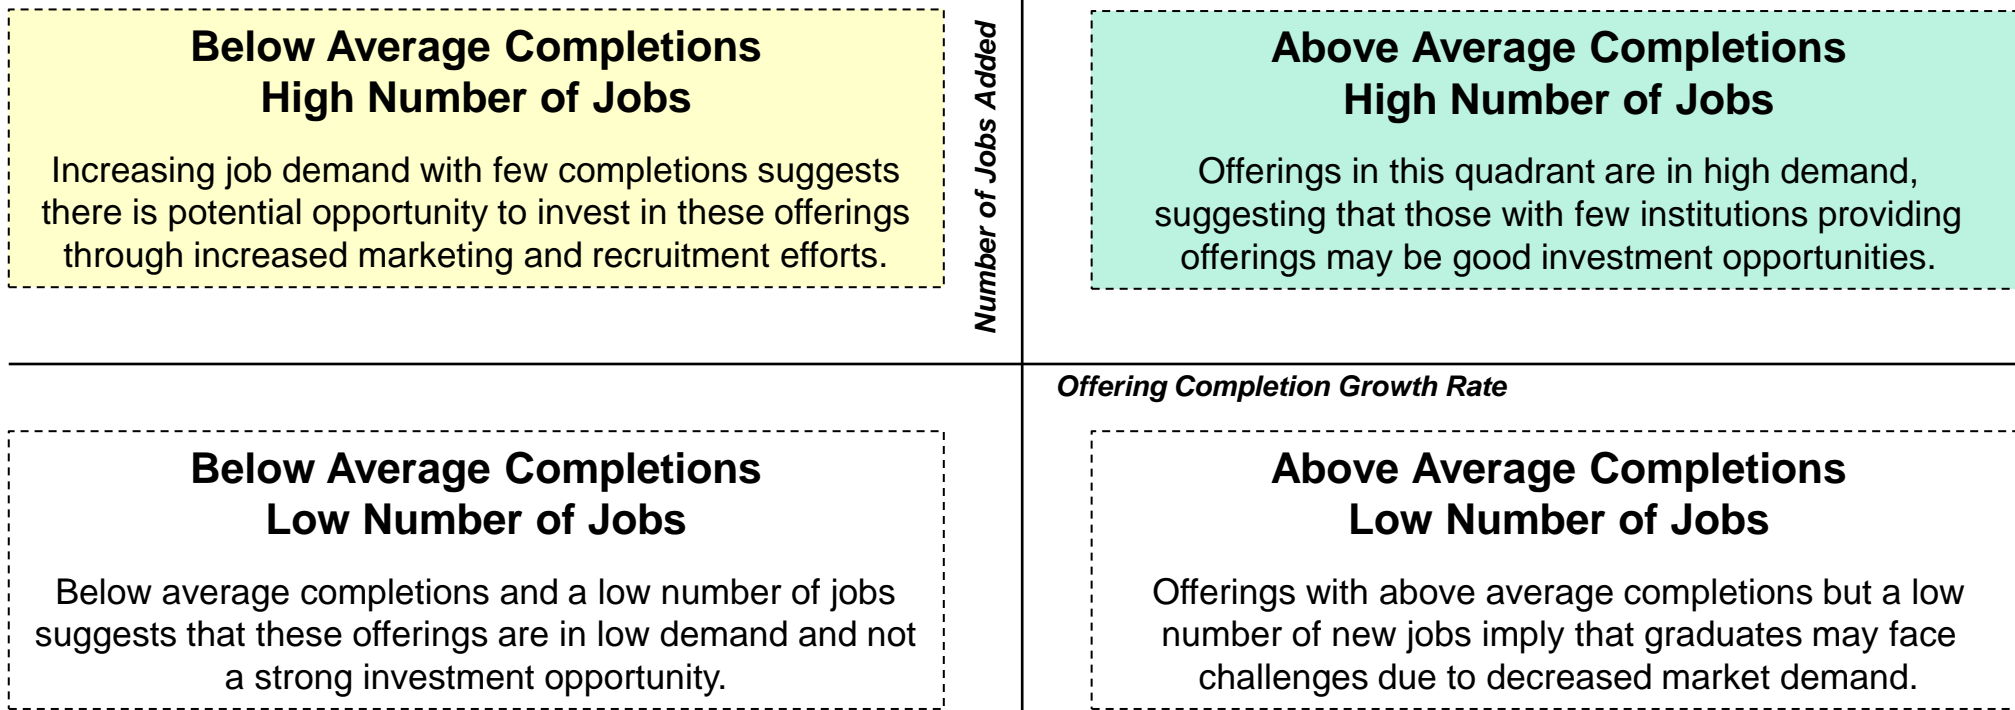 Below Average Completions
High Number of Jobs
Increasing job demand with few completions suggests
there is potential opportunity to invest in these offerings
through increased marketing and recruitment efforts.
Number of Jobs Added
Above Average Completions
High Number of Jobs
Offerings in this quadrant are in high demand,
suggesting that those with few institutions providing
offerings may be good investment opportunities.
Offering Completion Growth Rate
Below Average Completions
Low Number of Jobs
Below average completions and a low number of jobs
suggests that these offerings are in low demand and not
a strong investment opportunity.
Above Average Completions
Low Number of Jobs
Offerings with above average completions but a low
number of new jobs imply that graduates may face
challenges due to decreased market demand.